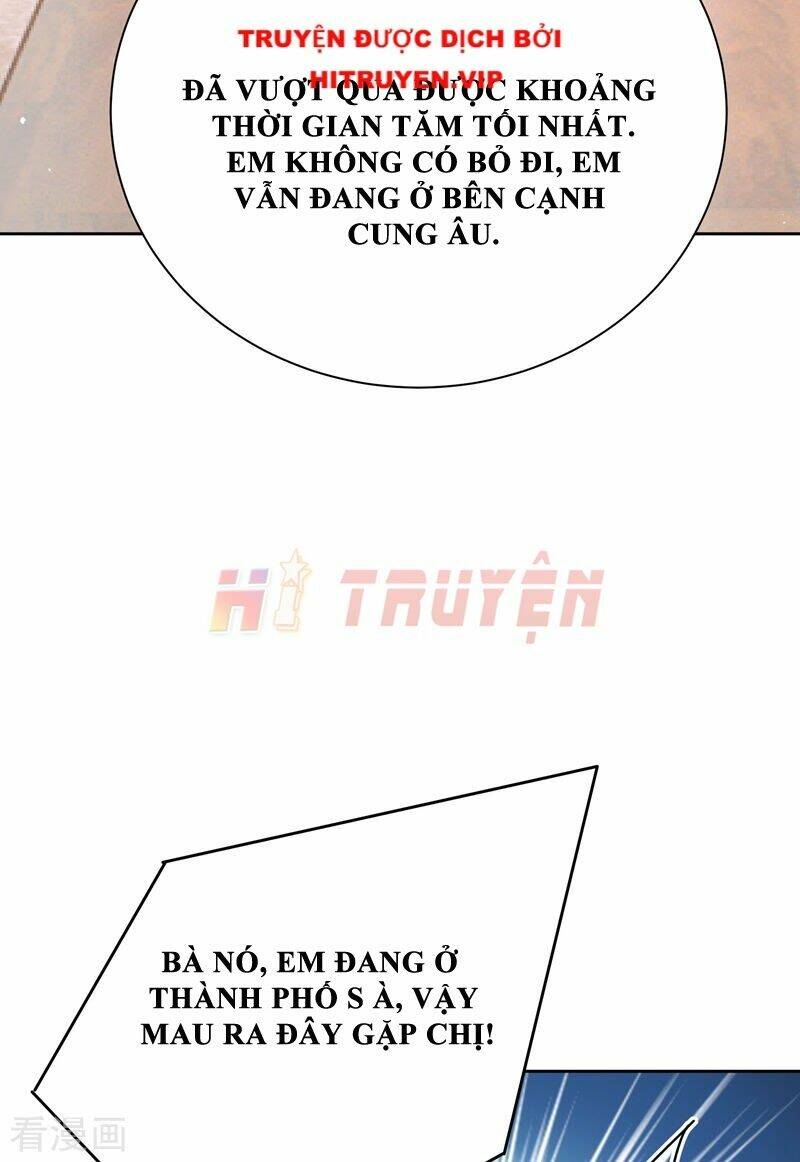 TRUYỆN ĐƯỢC DỊCH BỞI
HITRUYEN.VIP
ĐÃ VƯỢT QUA ĐƯỢC KHOẢNG
THỜI GIAN TĂM TỐI NHẤT.
EM KHÔNG CÓ BỎ ĐI, EM
VẪN ĐANG Ở BÊN CẠNH
CUNG ÂU.
HI TRUYỆN
BÀ NÓ, EM ĐANG Ở
THÀNH PHỐ S À, VẬY
MAU RA ĐÂY GẶP CHỊ!
看漫画